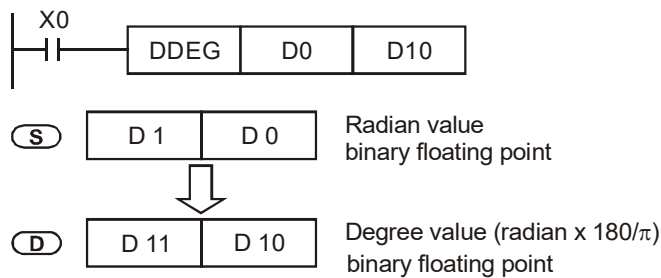 X0
DDEG D0 D10
S D 1 D 0 Radian value
binary floating point
D D 11 D 10 Degree value (radian x 180/π)
binary floating point